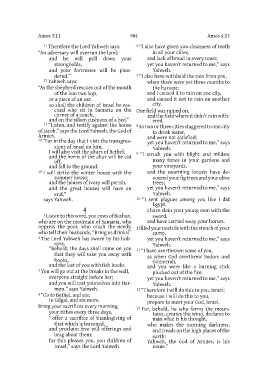 Amos 3:11 981 Amos 4:13
11 Therefore the Lord Yahweh says:
"An adversary will overrun the land;
and he will pull down your
strongholds,
and your fortresses will be plun-
dered."
12 Yahweh says:
"As the shepherd rescues out of the mouth
of the lion two legs,
or a piece of an ear,
so shall the children of Israel be res-
cued who sit in Samaria on the
corner of a couch,
and on the silken cushions of a bed."
13 "Listen, and testify against the house
of Jacob," says the Lord Yahweh, the God of
Armies.
14 "For in the day that I visit the transgres-
sions of Israel on him,
I will also visit the altars of Bethel;
and the horns of the altar will be cut
off,
and fall to the ground.
15 I will strike the winter house with the
summer house;
and the houses of ivory will perish,
and the great houses will have an
end,"
says Yahweh.
4
1 Listen to this word, you cows of Bashan,
who are on the mountain of Samaria, who
oppress the poor, who crush the needy,
who tell their husbands, "Bring us drinks!"
2 The Lord Yahweh has sworn by his holi-
ness,
"Behold, the days shall come on you
that they will take you away with
hooks,
and the last of you with fish hooks.
3 You will go out at the breaks in the wall,
everyone straight before her;
and you will cast yourselves into Har-
mon," says Yahweh.
4 "Go to Bethel, and sin;
to Gilgal, and sin more.
Bring your sacrifices every morning,
your tithes every three days,
5 offer a sacrifice of thanksgiving of
that which is leavened,
and proclaim free will offerings and
brag about them:
for this pleases you, you children of
Israel," says the Lord Yahweh.
6 "I also have given you cleanness of teeth
in all your cities,
and lack of bread in every town;
yet you haven't returned to me," says
Yahweh.
7 "I also have withheld the rain from you,
when there were yet three months to
the harvest;
and I caused it to rain on one city,
and caused it not to rain on another
city.
One field was rained on,
and the field where it didn't rain with-
ered.
8 So two or three cities staggered to one city
to drink water,
and were not satisfied;
yet you haven't returned to me," says
Yahweh.
9 "I struck you with blight and mildew
many times in your gardens and
your vineyards,
and the swarming locusts have de-
voured your fig trees and your olive
trees;
yet you haven't returned to me," says
Yahweh.
10 "I sent plagues among you like I did
Egypt.
I have slain your young men with the
sword,
and have carried away your horses.
I filled your nostrils with the stench of your
camp,
yet you haven't returned to me," says
Yahweh.
11 "I have overthrown some of you,
as when God overthrew Sodom and
Gomorrah,
and you were like a burning stick
plucked out of the fire;
yet you haven't returned to me," says
Yahweh.
12 "Therefore I will do this to you, Israel;
because I will do this to you,
prepare to meet your God, Israel.
13 For, behold, he who forms the moun-
tains, creates the wind, declares to
man what is his thought,
who makes the morning darkness,
and treads on the high places of the
earth:
Yahweh, the God of Armies, is his
name."